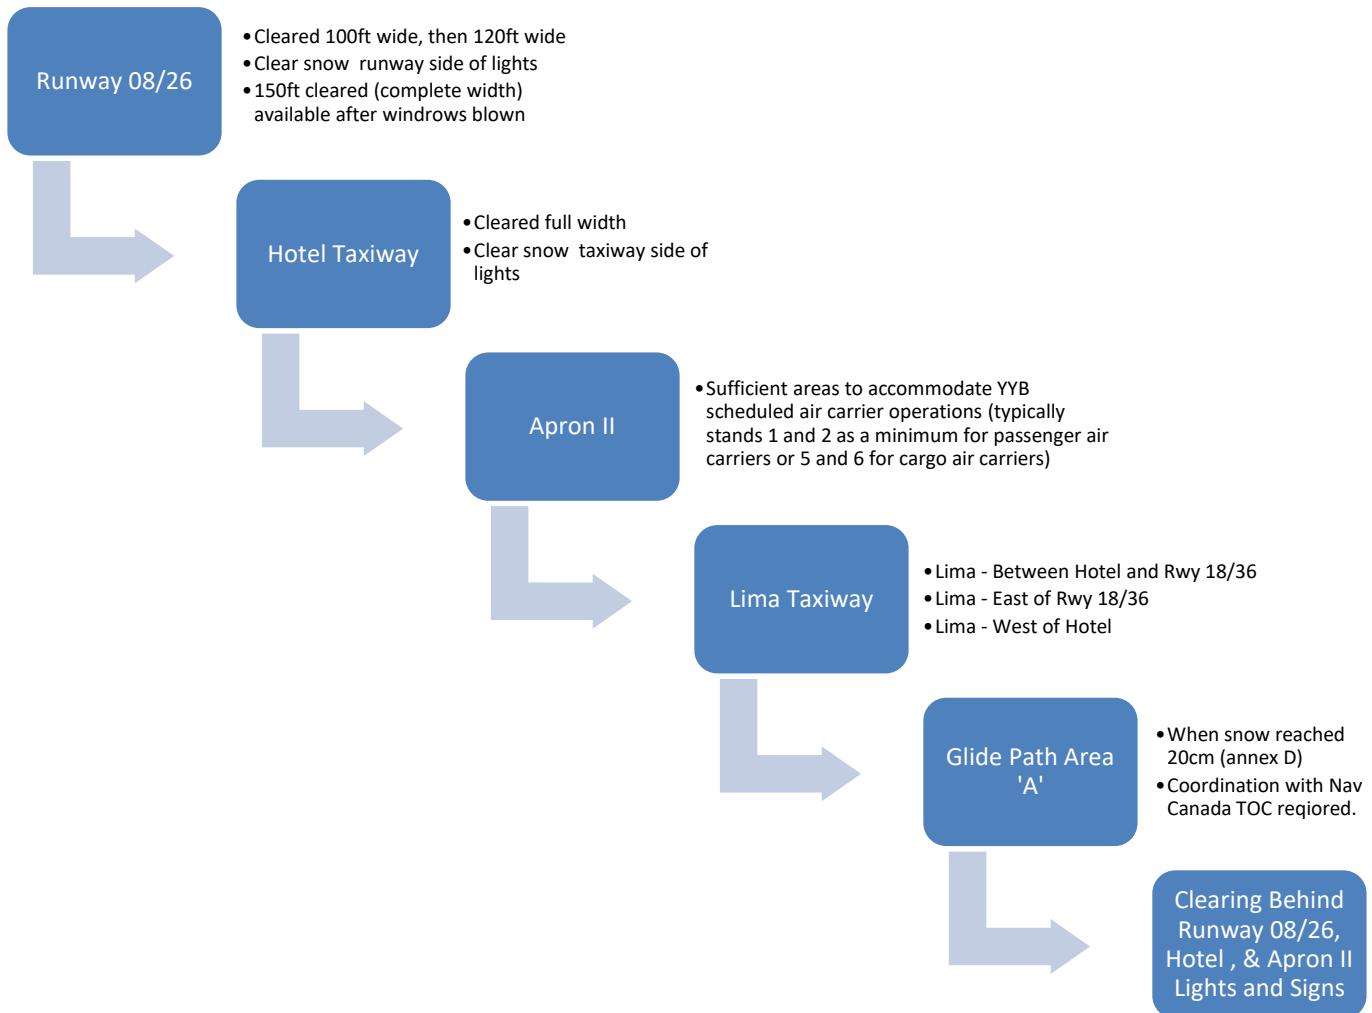 Runway 08/26
•Cleared 100ft wide, then 120ft wide
•Clear snow runway side of lights
•150ft cleared (complete width)
available after windrows blown
Hotel Taxiway
•Cleared full width
•Clear snow taxiway side of
lights
Apron II
•Sufficient areas to accommodate YYB
scheduled air carrier operations (typically
stands 1 and 2 as a minimum for passenger air
carriers or 5 and 6 for cargo air carriers)
Lima Taxiway
•Lima - Between Hotel and Rwy 18/36
•Lima - East of Rwy 18/36
•Lima - West of Hotel
Glide Path Area
'A'
•When snow reached
20cm (annex D)
•Coordination with Nav
Canada TOC reqiored.
Clearing Behind
Runway 08/26,
Hotel , & Apron II
Lights and Signs